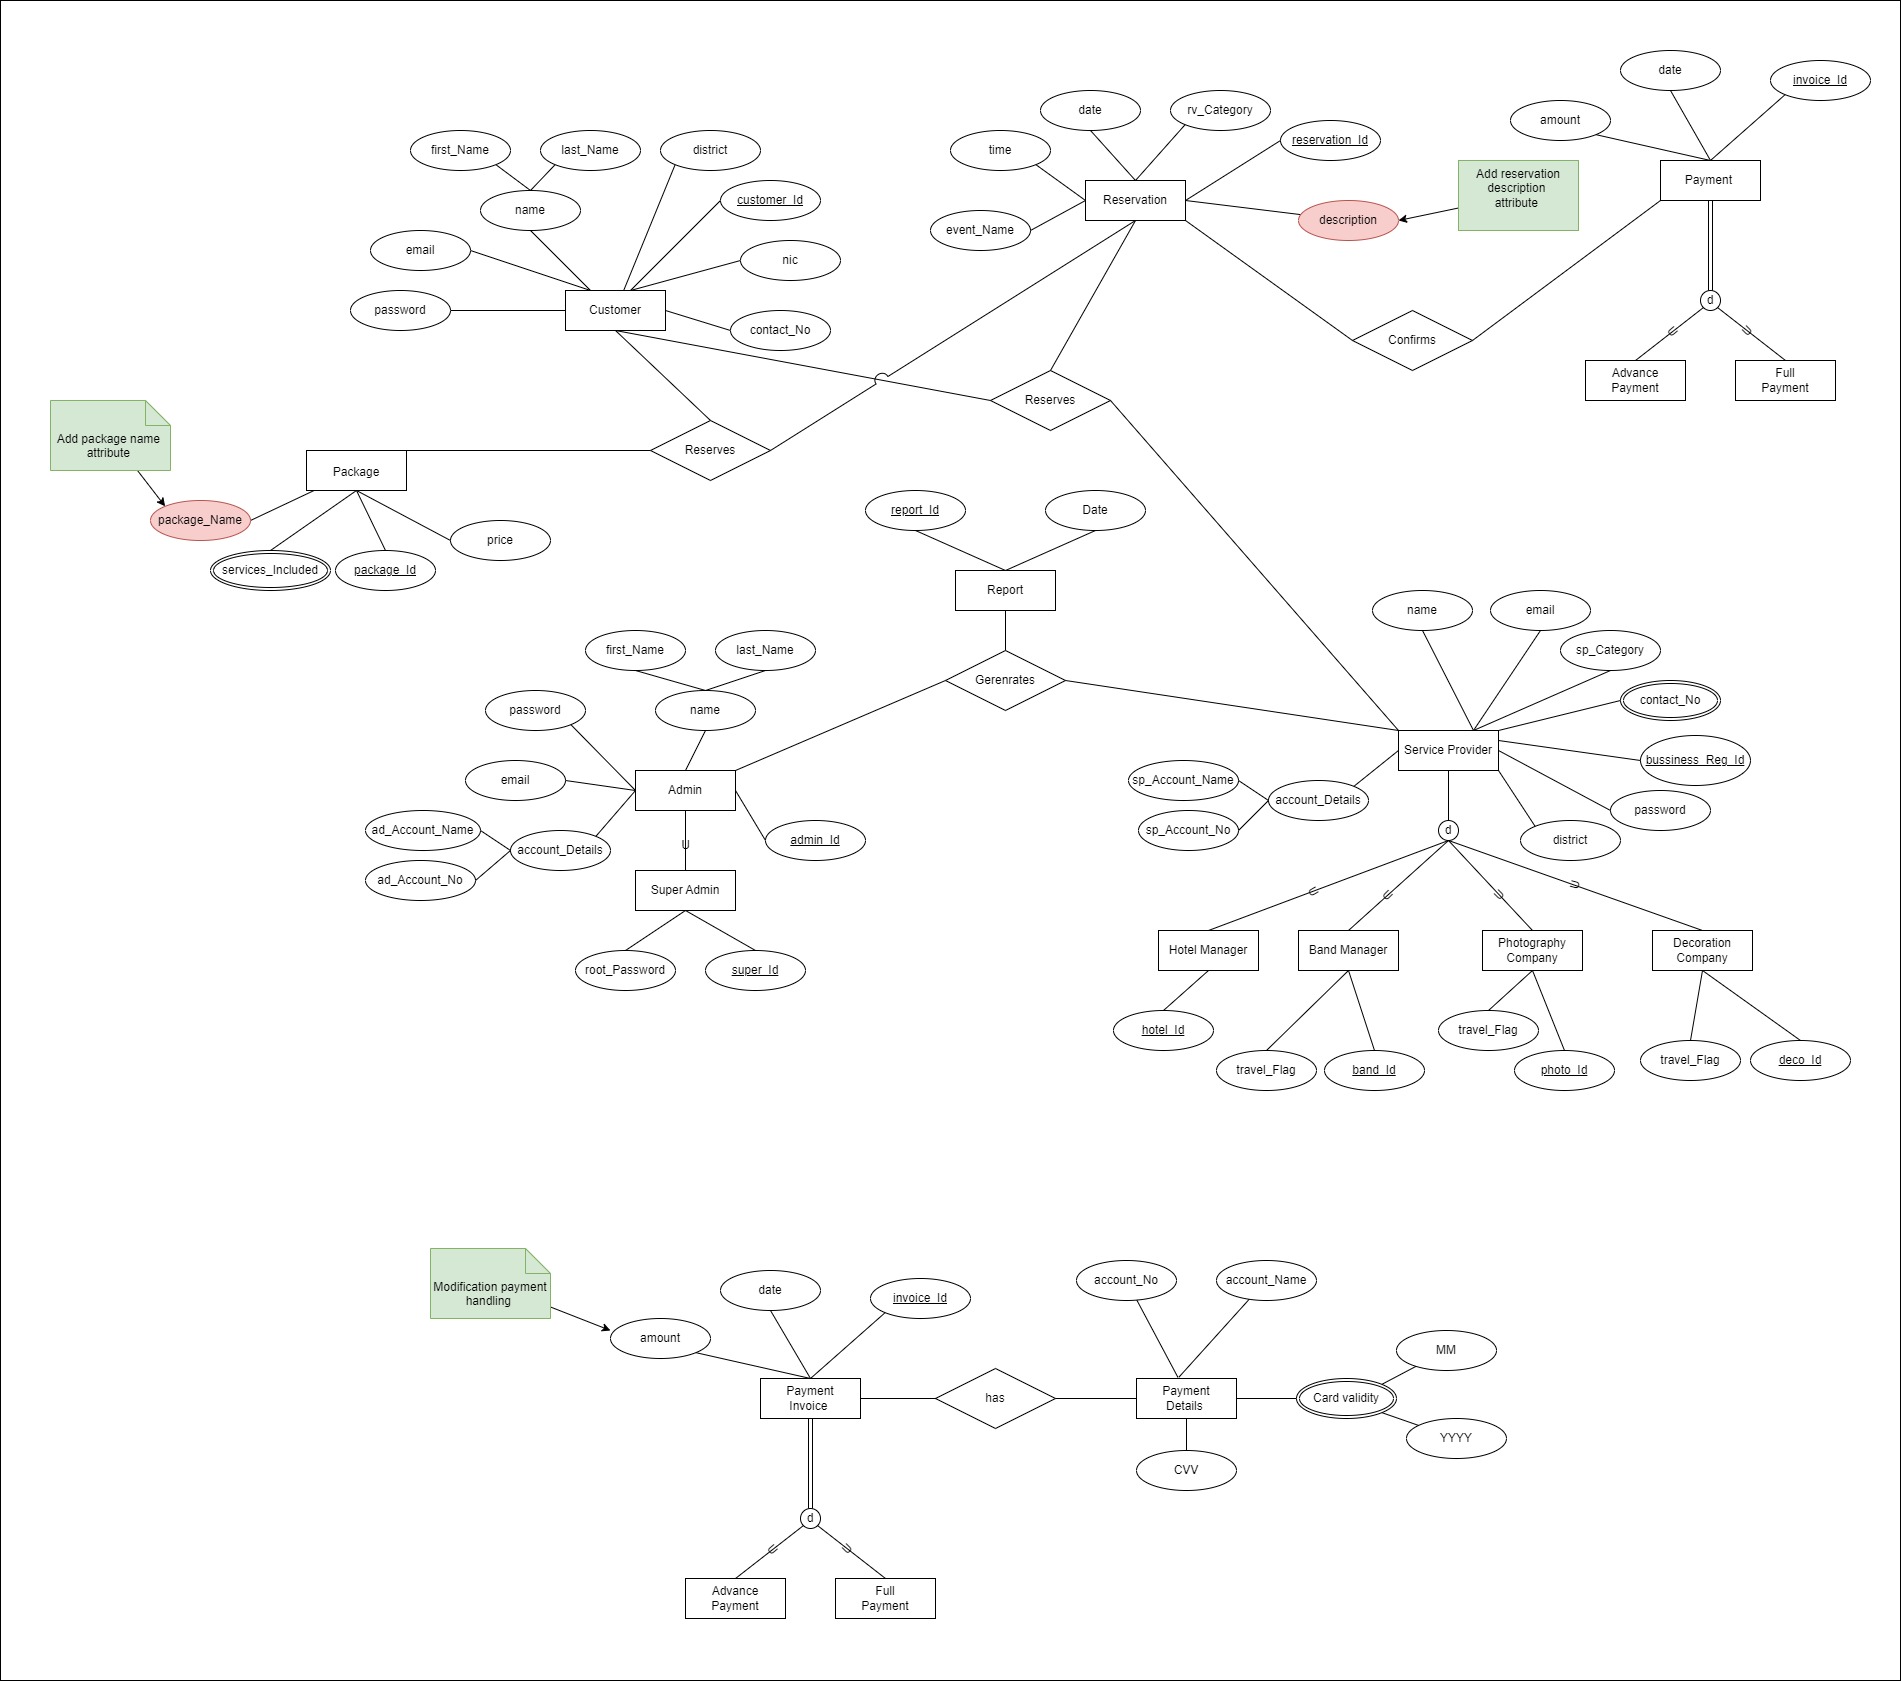 date
invoice_Id
amount
Payment
date
rv_Category
time
reservation_Id
Reservation
event_Name
description
Add reservation
description
attribute
first_Name
last_Name
district
name
customer_Id
email
nic
password
Customer
contact_No
Confirms
d
U
U
Advance
Payment
Full
Payment
Reserves
Reserves
Add package name
attribute
Package
package_Name
services_Included
package_Id
price
report_Id
Date
Report
Gerenrates
first_Name
last_Name
password
name
email
Admin
ad_Account_Name
account_Details
ad_Account_No
admin_Id
U
Super Admin
root_Password
super_Id
name
email
sp_Category
contact_No
Service Provider
bussiness_Reg_Id
sp_Account_Name
account_Details
password
sp_Account_No
d
district
U
U
U
U
Hotel Manager
Band Manager
Photography
Company
Decoration
Company
hotel_Id
travel_Flag
band_Id
travel_Flag
photo_Id
travel_Flag
deco_Id
Modification payment
handling
amount
date
invoice_Id
Payment
Invoice
has
account_No
account_Name
Payment
Details
Card validity
MM
YYYY
CVV
d
U
U
Advance
Payment
Full
Payment